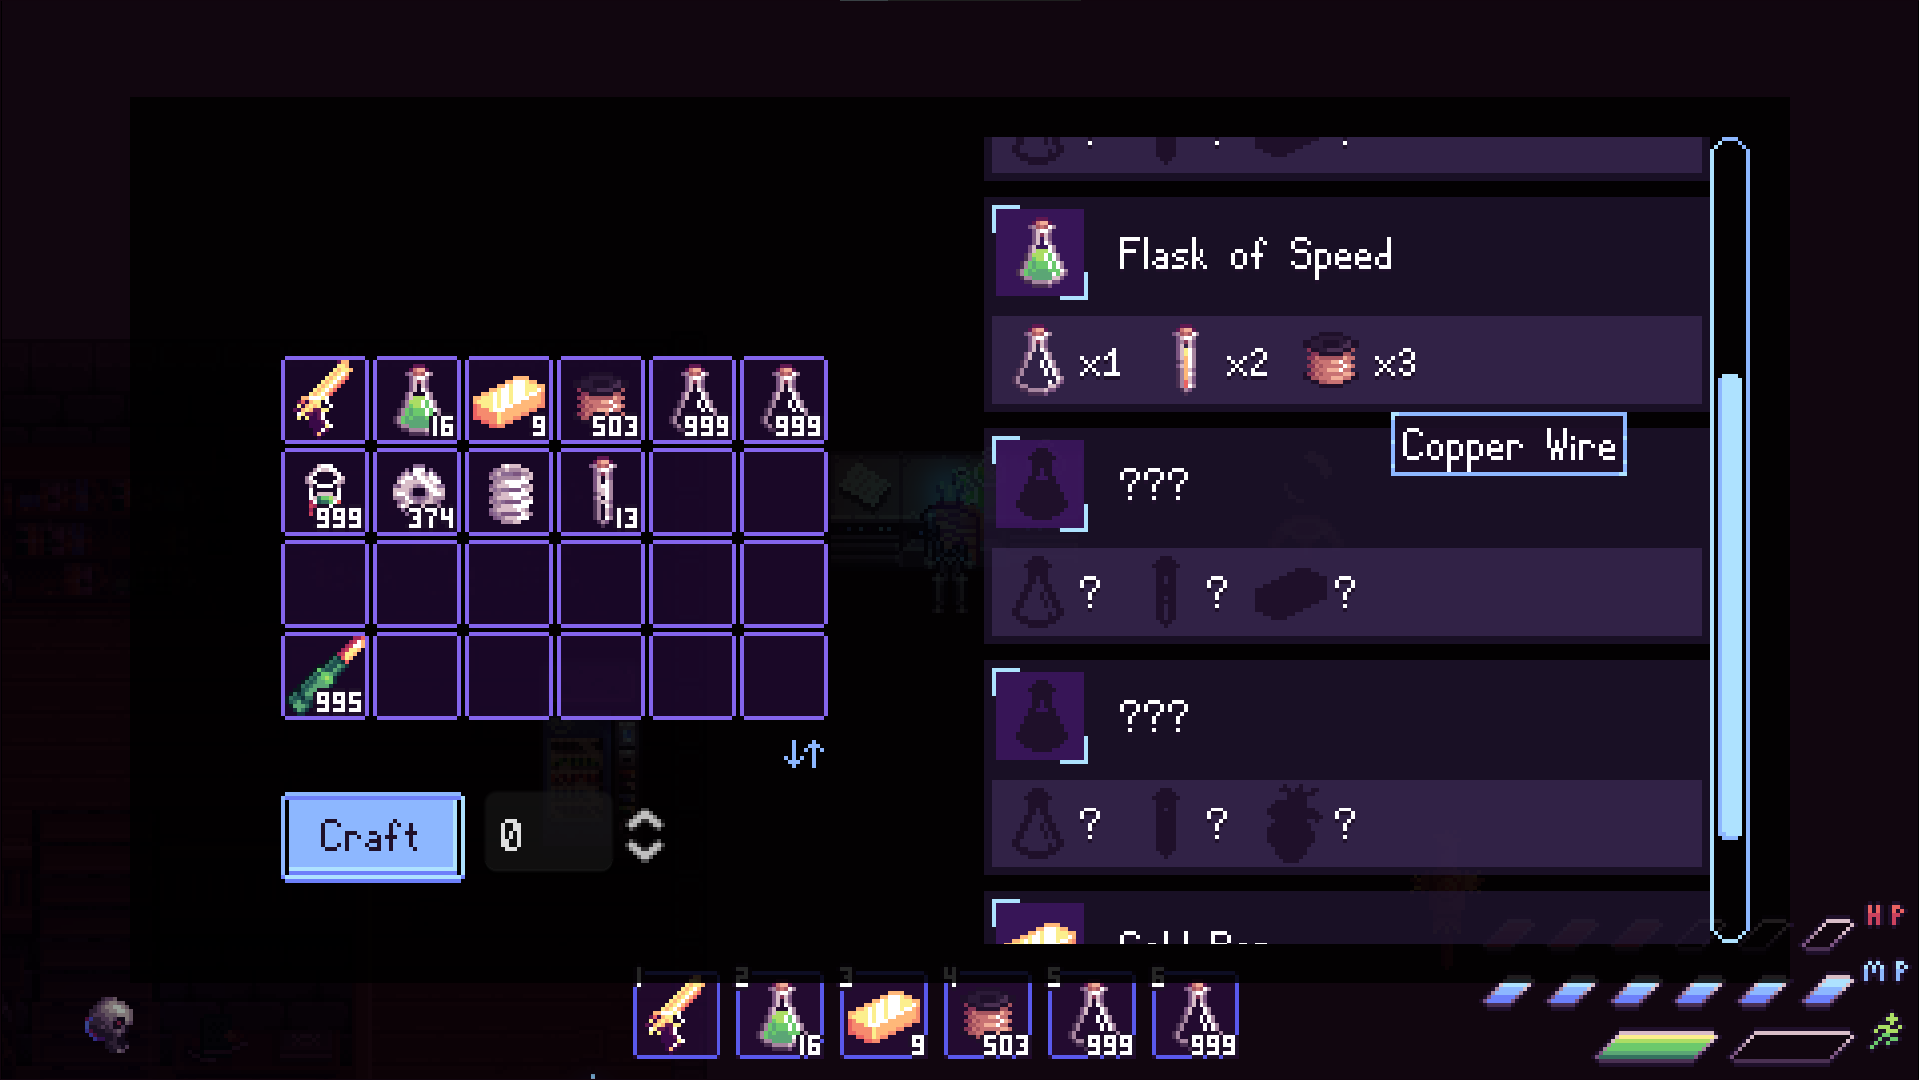 Flask of Speed
x1 x2 x3
Copper Wire
16 9 503 999 999
???
999 374 13
? ? ?
995
???
Craft 0
? ? ?
HP
MP
1 2 3 4 5 6
16 9 503 999 999